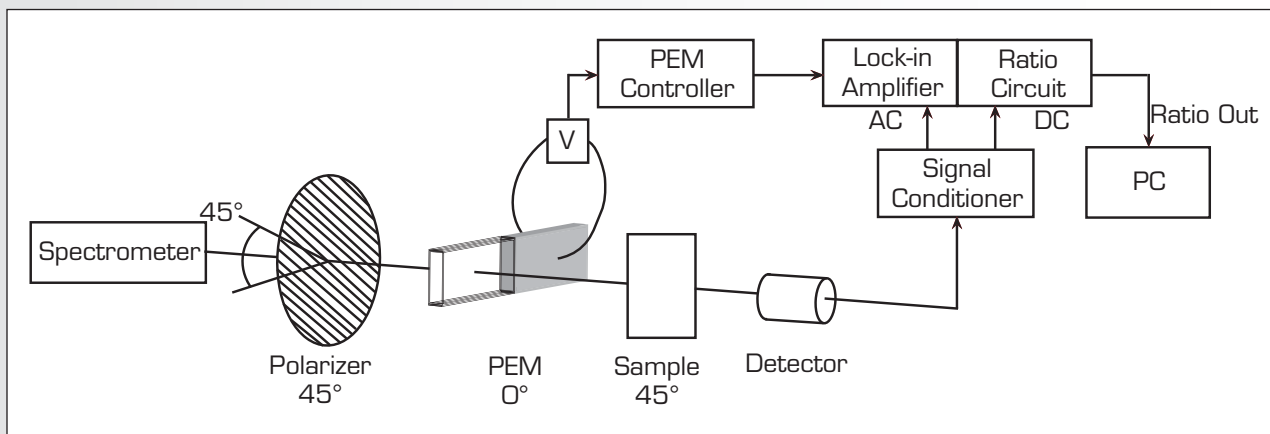 PEM
Controller
Lock-in
Amplifier
Ratio
Circuit
AC
DC
Ratio Out
V
Signal
Conditioner
PC
45°
Spectrometer
Polarizer
45°
PEM
0°
Sample
45°
Detector